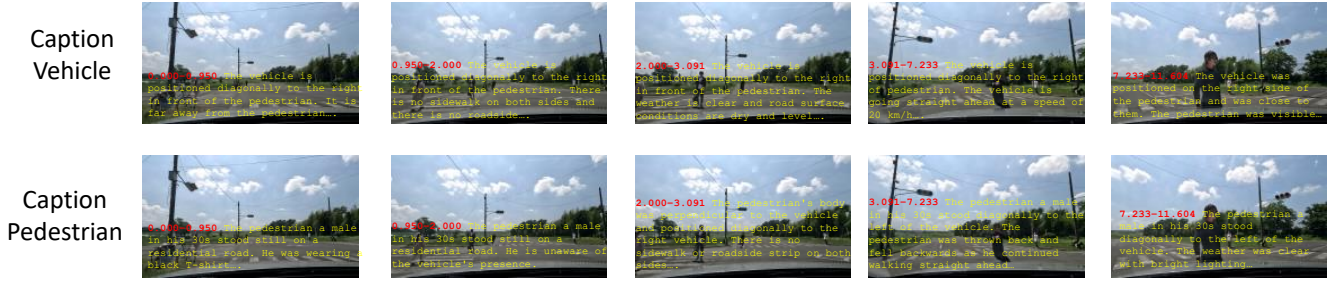 Caption
Vehicle
0.000-0.950 The vehicle is
positioned diagonally to the right
in front of the pedestrian. It is
far away from the pedestrian….
0.950-2.000 The vehicle is
positioned diagonally to the right
in front of the pedestrian. There
is no sidewalk on both sides and
there is no roadside….
2.000-3.091 The vehicle is
positioned diagonally to the right
in front of the pedestrian. The
weather is clear and road surface
conditions are dry and level….
3.091-7.233 The vehicle is
positioned diagonally to the right
of pedestrian. The vehicle is
going straight ahead at a speed of
20 km/h….
7.233-11.604 The vehicle was
positioned on the right side of
the pedestrian and was close to
them. The pedestrian was visible…
Caption
Pedestrian
0.000-0.950 The pedestrian a male
in his 30s stood still on a
residential road. He was wearing
black T-shirt...
0.950-2.000 The pedestrian a male
in his 30s stood still on a
residential road. He is unaware of
the vehicle's presence.
2.000-3.091 The pedestrian's body
was perpendicular to the vehicle
and positioned diagonally to the
right vehicle. There is no
sidewalk or roadside strip on both
sides...
3.091-7.233 The pedestrian a male
in his 30s stood diagonally to the
left of the vehicle. The
pedestrian was thrown back and
fell backwards as he continued
walking straight ahead…
7.233-11.604 The pedestrian a
male in his 30s stood
diagonally to the left of the
vehicle. The weather was clear
with bright lighting…